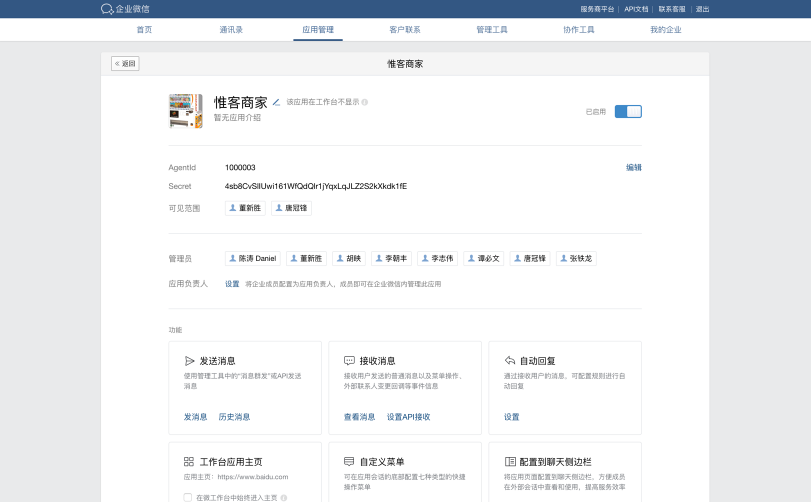 企业微信
服务商平台 | API文档 | 联系客服 | 退出
首页 通讯录 应用管理 客户联系 管理工具 协作工具 我的企业
« 返回 惟客商家
惟客商家 该应用在工作台不显示
暂无应用介绍
已启用
AgentId 1000003 编辑
Secret 4sb8CvSIIUwi161WfQdQIr1jYqxLqJLZ2S2kXkdk1fE
可见范围 董新胜 唐冠锋
管理员 陈涛 Daniel 董新胜 胡映 李朝丰 李志伟 谭必文 唐冠锋 张铁龙
应用负责人 设置 将企业成员配置为应用负责人，成员即可在企业微信内管理此应用
功能
发送消息
使用管理工具中的“消息群发”或API发送
消息
发消息 历史消息
接收消息
接收用户发送的普通消息以及菜单操作、
外部联系人变更回调等事件信息
查看消息 设置API接收
自动回复
通过接收用户的消息，可配置规则进行自
动回复
设置
工作台应用主页
应用主页：https://www.baidu.com
在微工作台中始终进入主页
自定义菜单
可在应用会话的底部配置七种类型的快捷
操作菜单
配置到聊天侧边栏
将应用页面配置到聊天侧边栏，方便成员
在外部会话中查看和使用，提高服务效率